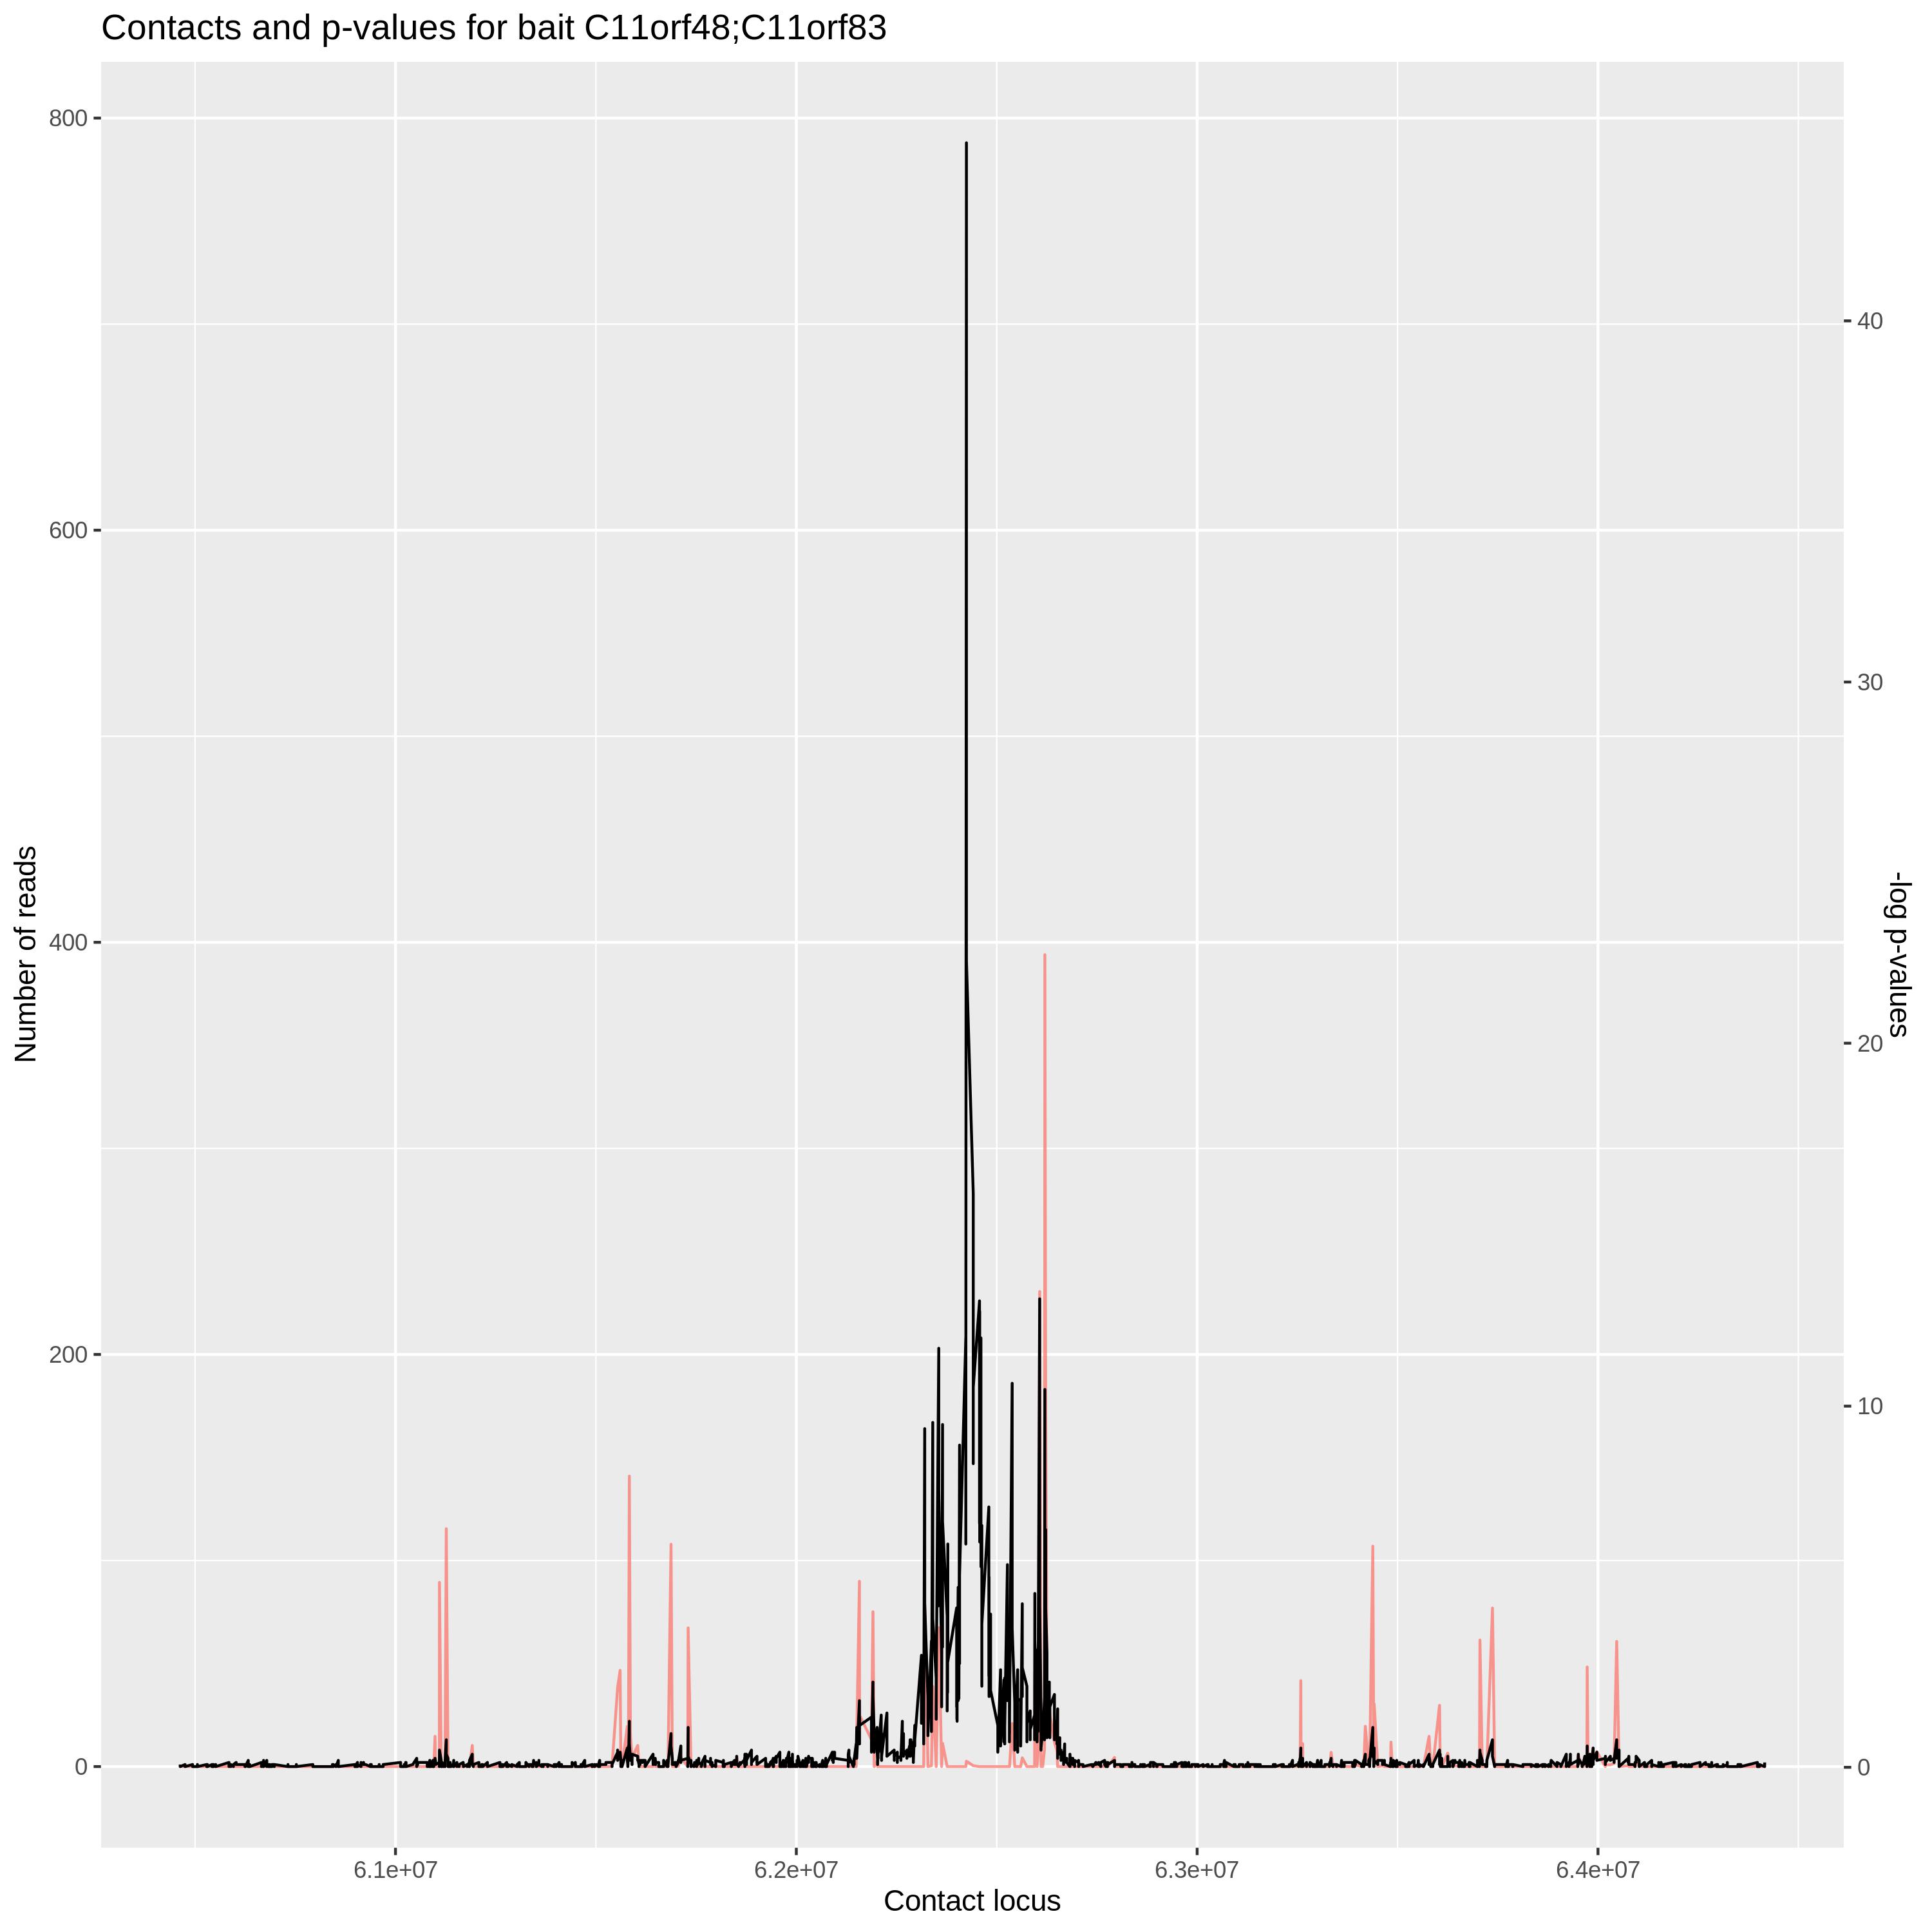 Contacts and p-values for bait C11orf48;C11orf83
800
600
400
200
0
Number of reads
40
30
20
10
0
-log p-values
6.1e+07
6.2e+07
6.3e+07
6.4e+07
Contact locus